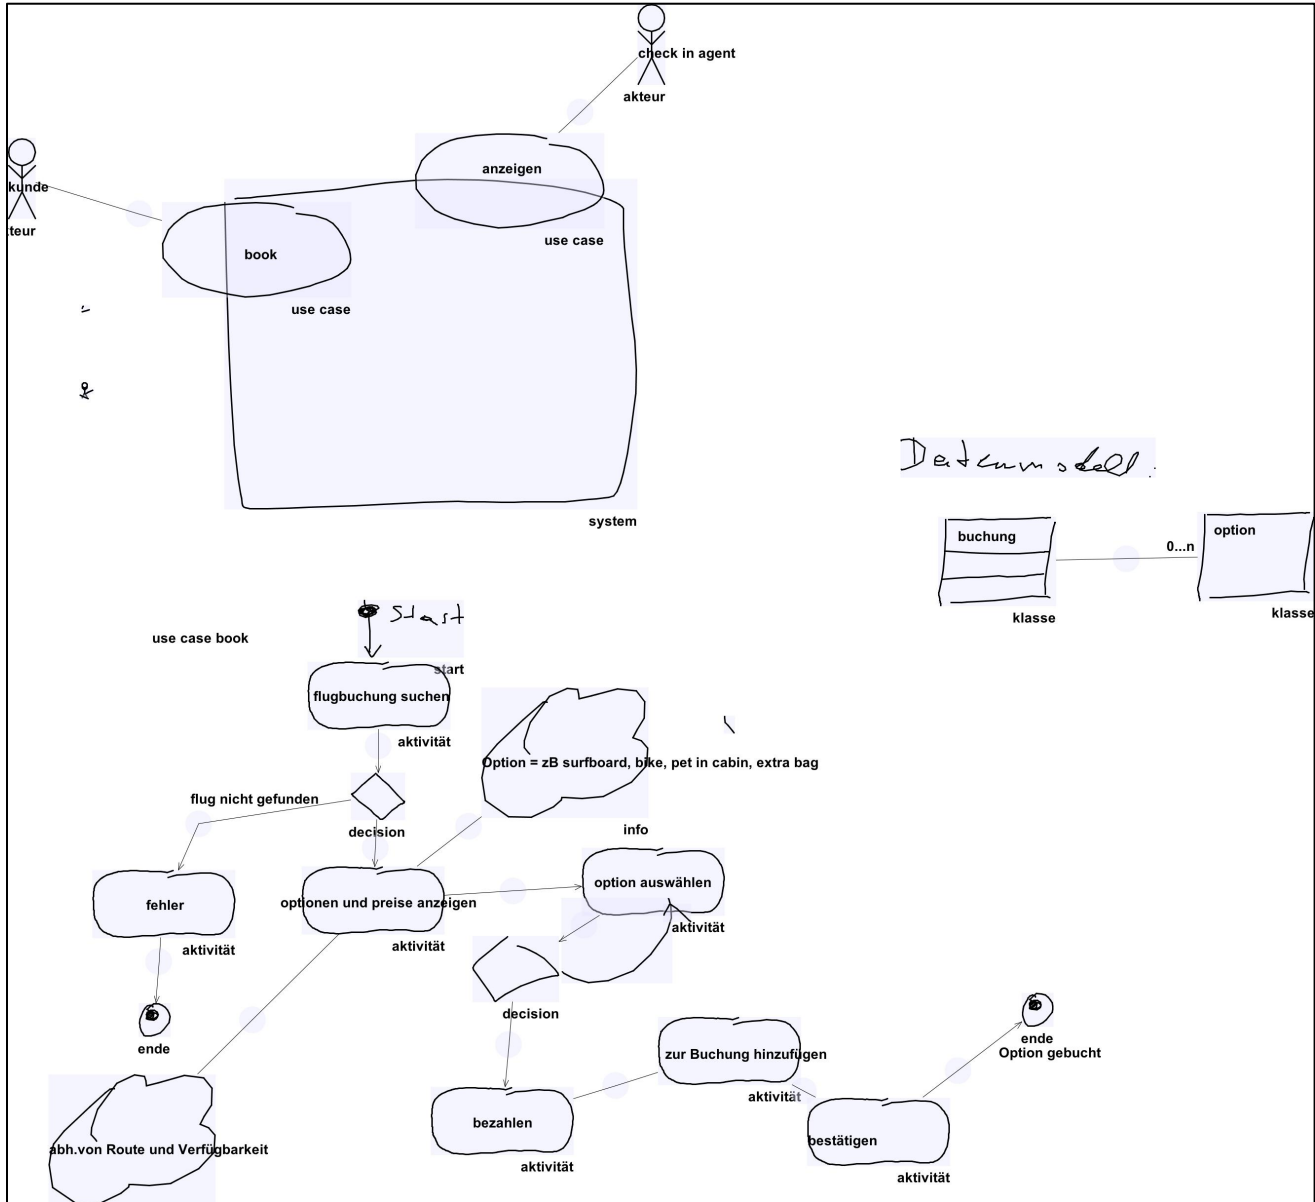 check in agent
akteur
anzeigen
kunde
teur
use case
book
use case
system
Datenmodell:
buchung
0...n
option
klasse
klasse
Start
use case book
start
flugbuchung suchen
aktivität
Option = zB surfboard, bike, pet in cabin, extra bag
flug nicht gefunden
decision
info
option auswählen
fehler
optionen und preise anzeigen
aktivität
aktivität
aktivität
decision
ende
ende
Option gebucht
zur Buchung hinzufügen
aktivität
bezahlen
bestätigen
abh.von Route und Verfügbarkeit
aktivität
aktivität